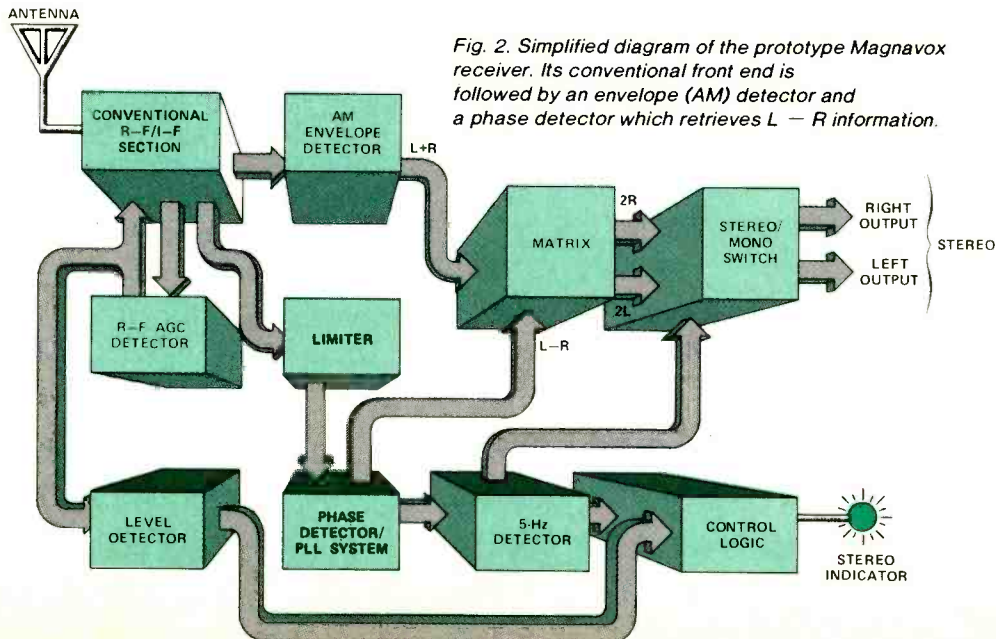 ANTENNA
Fig. 2. Simplified diagram of the prototype Magnavox
receiver. Its conventional front end is
followed by an envelope (AM) detector and
a phase detector which retrieves L − R information.
CONVENTIONAL
R-F/I-F
SECTION
AM
ENVELOPE
DETECTOR
L+R
MATRIX
2R
2L
STEREO/
MONO
SWITCH
RIGHT
OUTPUT
LEFT
OUTPUT
STEREO
R-F AGC
DETECTOR
LIMITER
L-R
LEVEL
DETECTOR
PHASE
DETECTOR/
PLL SYSTEM
5-Hz
DETECTOR
CONTROL
LOGIC
STEREO
INDICATOR